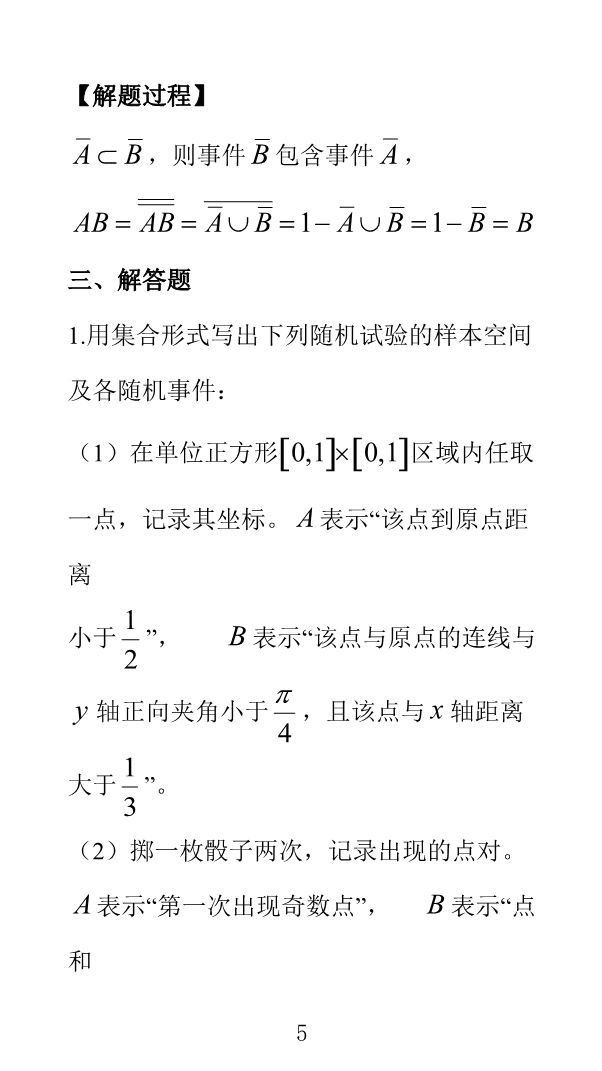 【解题过程】
$\overline{A} \subset \overline{B}$，则事件 $\overline{B}$ 包含事件 $\overline{A}$，
$AB = \overline{\overline{AB}} = \overline{\overline{A} \cup \overline{B}} = 1 - \overline{A} \cup \overline{B} = 1 - \overline{B} = B$
三、解答题
1.用集合形式写出下列随机试验的样本空间
及各随机事件：
（1）在单位正方形$[0,1] \times [0,1]$区域内任取
一点，记录其坐标。 $A$ 表示“该点到原点距
离
小于 $\frac{1}{2}$ ”， $B$ 表示“该点与原点的连线与
$y$ 轴正向夹角小于 $\frac{\pi}{4}$ ，且该点与 $x$ 轴距离
大于 $\frac{1}{3}$ ”。
（2）掷一枚骰子两次，记录出现的点对。
$A$ 表示“第一次出现奇数点”， $B$ 表示“点
和
5